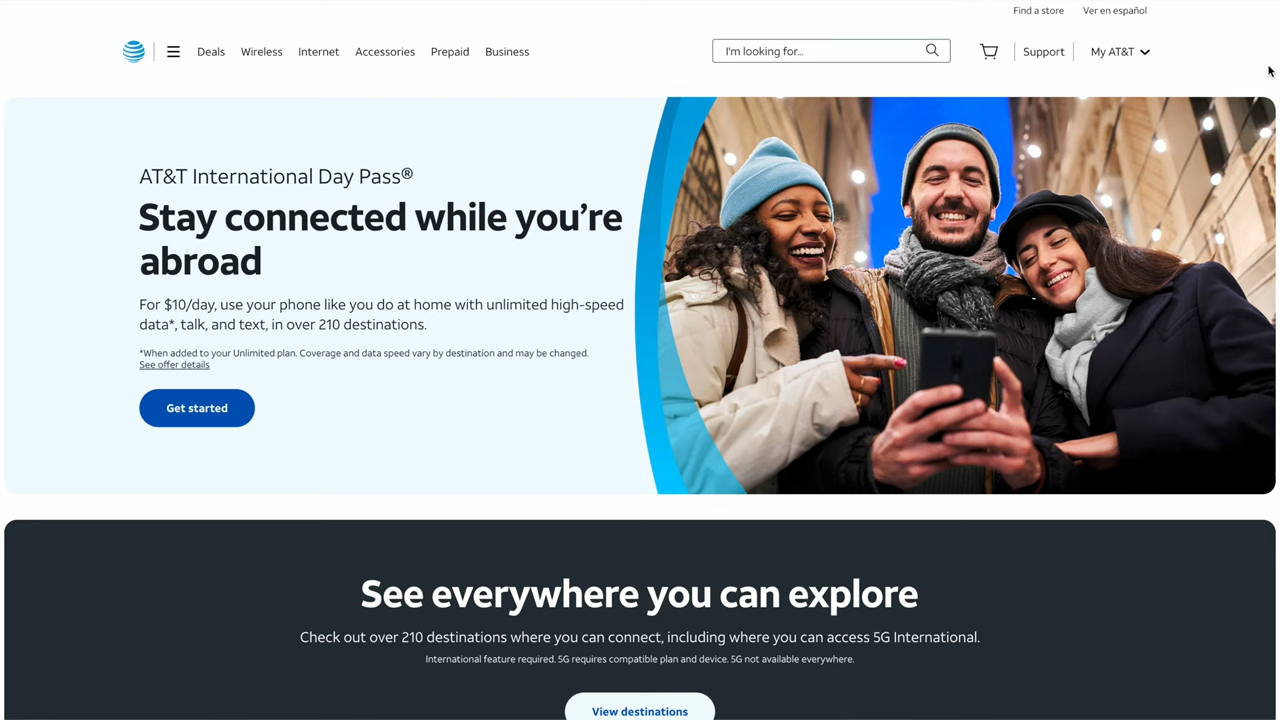 Find a store
Ver en español
Deals
Wireless
Internet
Accessories
Prepaid
Business
I'm looking for...
Support
My AT&T
AT&T International Day Pass®
Stay connected while you're
abroad
For $10/day, use your phone like you do at home with unlimited high-speed
data*, talk, and text, in over 210 destinations.
*When added to your Unlimited plan. Coverage and data speed vary by destination and may be changed.
See offer details
Get started
See everywhere you can explore
Check out over 210 destinations where you can connect, including where you can access 5G International.
International feature required. 5G requires compatible plan and device. 5G not available everywhere.
View destinations